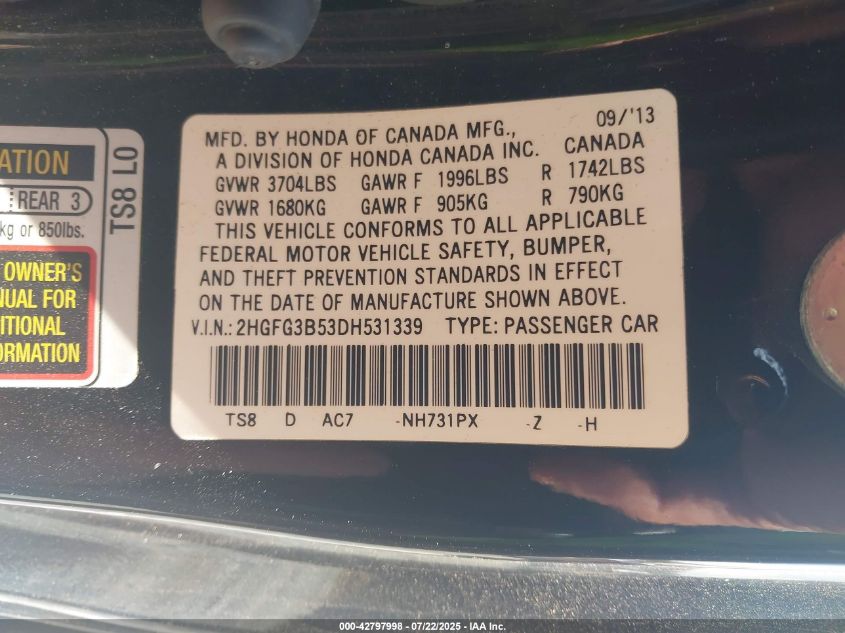 ATION
REAR 3
kg or 850lbs.
OWNER'S
NUAL FOR
ITIONAL
ORMATION
TS8 L0
09/'13
MFD. BY HONDA OF CANADA MFG.,
A DIVISION OF HONDA CANADA INC. CANADA
GVWR 3704LBS GAWR F 1996LBS R 1742LBS
GVWR 1680KG GAWR F 905KG R 790KG
THIS VEHICLE CONFORMS TO ALL APPLICABLE
FEDERAL MOTOR VEHICLE SAFETY, BUMPER,
AND THEFT PREVENTION STANDARDS IN EFFECT
ON THE DATE OF MANUFACTURE SHOWN ABOVE.
V.I.N.: 2HGFG3B53DH531339 TYPE: PASSENGER CAR
TS8 D AC7 -NH731PX -Z -H
000-42797998 - 07/22/2025 - IAA Inc.